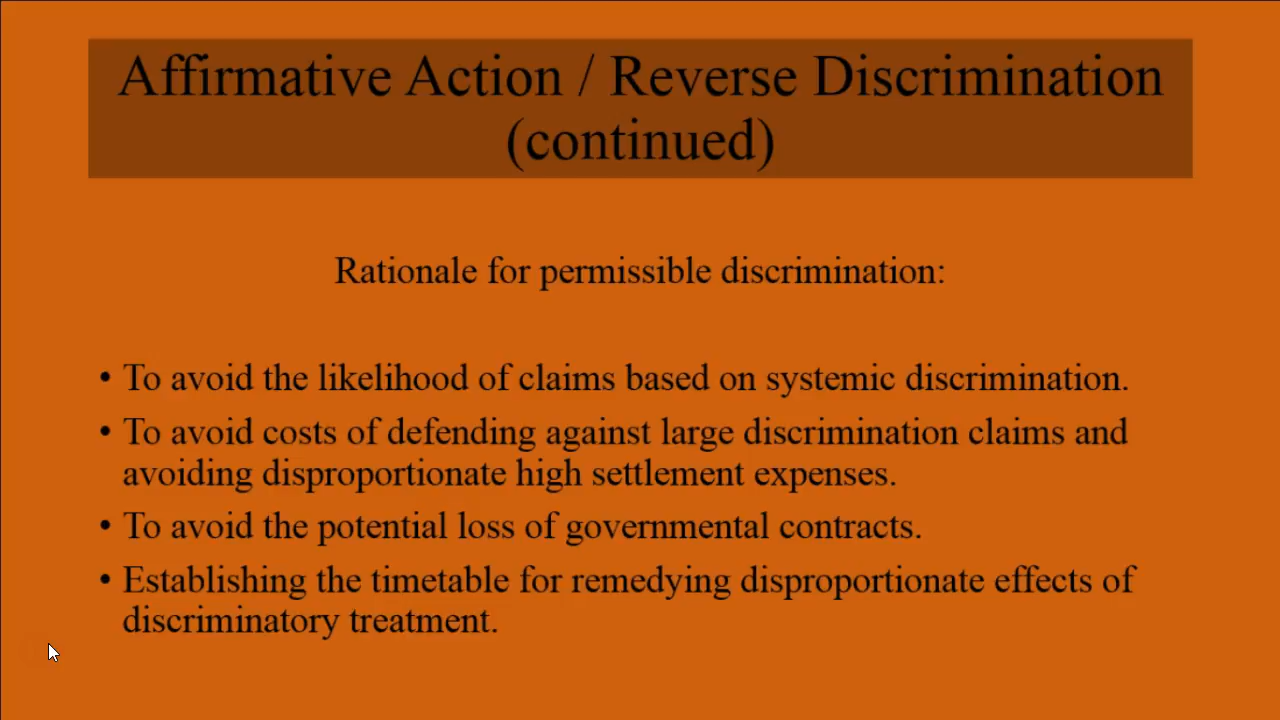 Affirmative Action / Reverse Discrimination
(continued)
Rationale for permissible discrimination:
• To avoid the likelihood of claims based on systemic discrimination.
• To avoid costs of defending against large discrimination claims and
avoiding disproportionate high settlement expenses.
• To avoid the potential loss of governmental contracts.
• Establishing the timetable for remedying disproportionate effects of
discriminatory treatment.